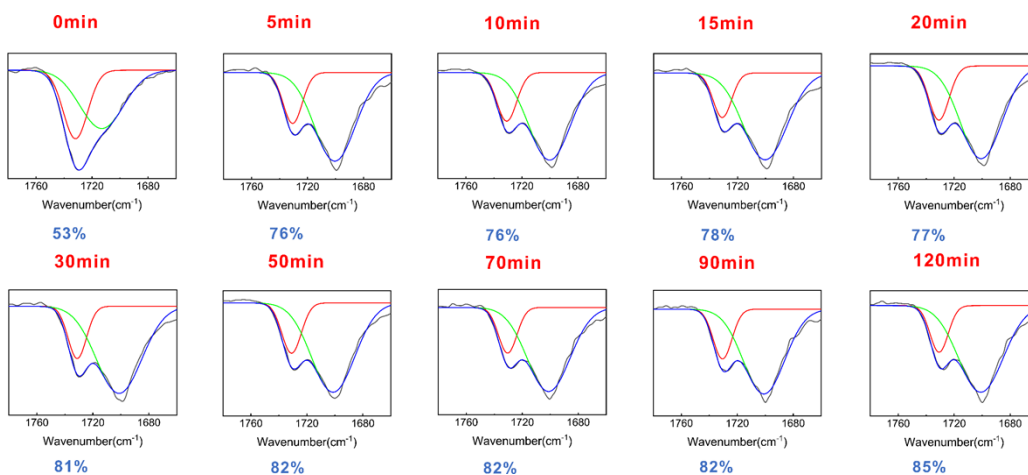 0min 5min 10min 15min 20min
1760 1720 1680 1760 1720 1680 1760 1720 1680 1760 1720 1680 1760 1720 1680
Wavenumber(cm⁻¹) Wavenumber(cm⁻¹) Wavenumber(cm⁻¹) Wavenumber(cm⁻¹) Wavenumber(cm⁻¹)
53% 76% 76% 78% 77%
30min 50min 70min 90min 120min
1760 1720 1680 1760 1720 1680 1760 1720 1680 1760 1720 1680 1760 1720 1680
Wavenumber(cm⁻¹) Wavenumber(cm⁻¹) Wavenumber(cm⁻¹) Wavenumber(cm⁻¹) Wavenumber(cm⁻¹)
81% 82% 82% 82% 85%